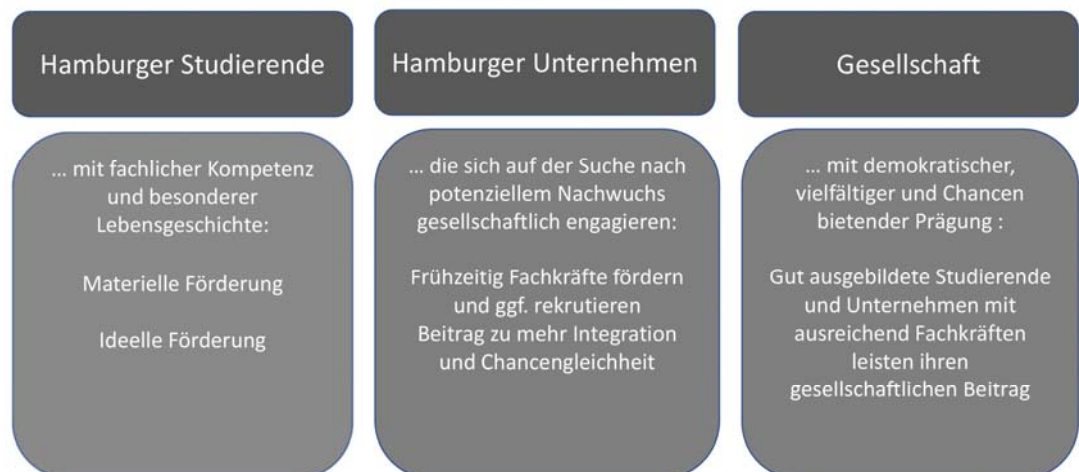 Hamburger Studierende
... mit fachlicher Kompetenz
und besonderer
Lebensgeschichte:
Materielle Förderung
Ideelle Förderung
Hamburger Unternehmen
... die sich auf der Suche nach
potenziellem Nachwuchs
gesellschaftlich engagieren:
Frühzeitig Fachkräfte fördern
und ggf. rekrutieren
Beitrag zu mehr Integration
und Chancengleichheit
Gesellschaft
... mit demokratischer,
vielfältiger und Chancen
bietender Prägung :
Gut ausgebildete Studierende
und Unternehmen mit
ausreichend Fachkräften
leisten ihren
gesellschaftlichen Beitrag